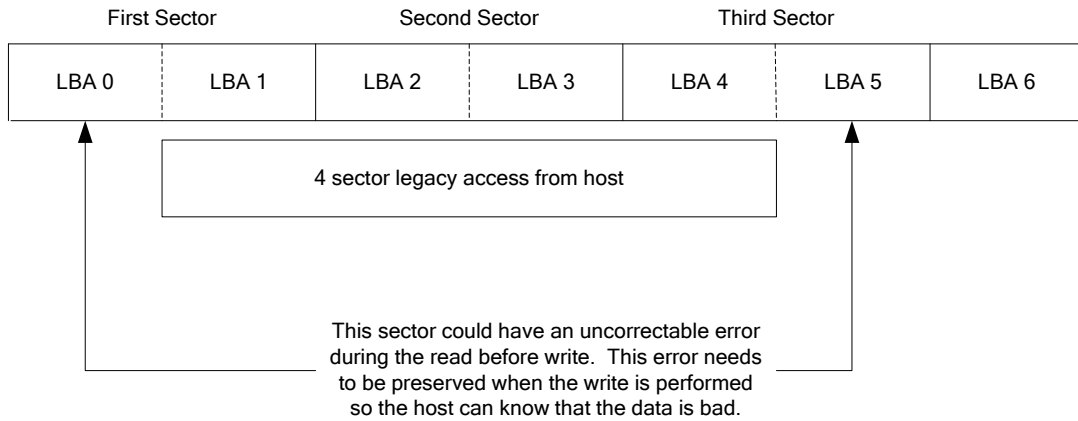 First Sector Second Sector Third Sector
LBA 0 LBA 1 LBA 2 LBA 3 LBA 4 LBA 5 LBA 6
4 sector legacy access from host
This sector could have an uncorrectable error
during the read before write. This error needs
to be preserved when the write is performed
so the host can know that the data is bad.